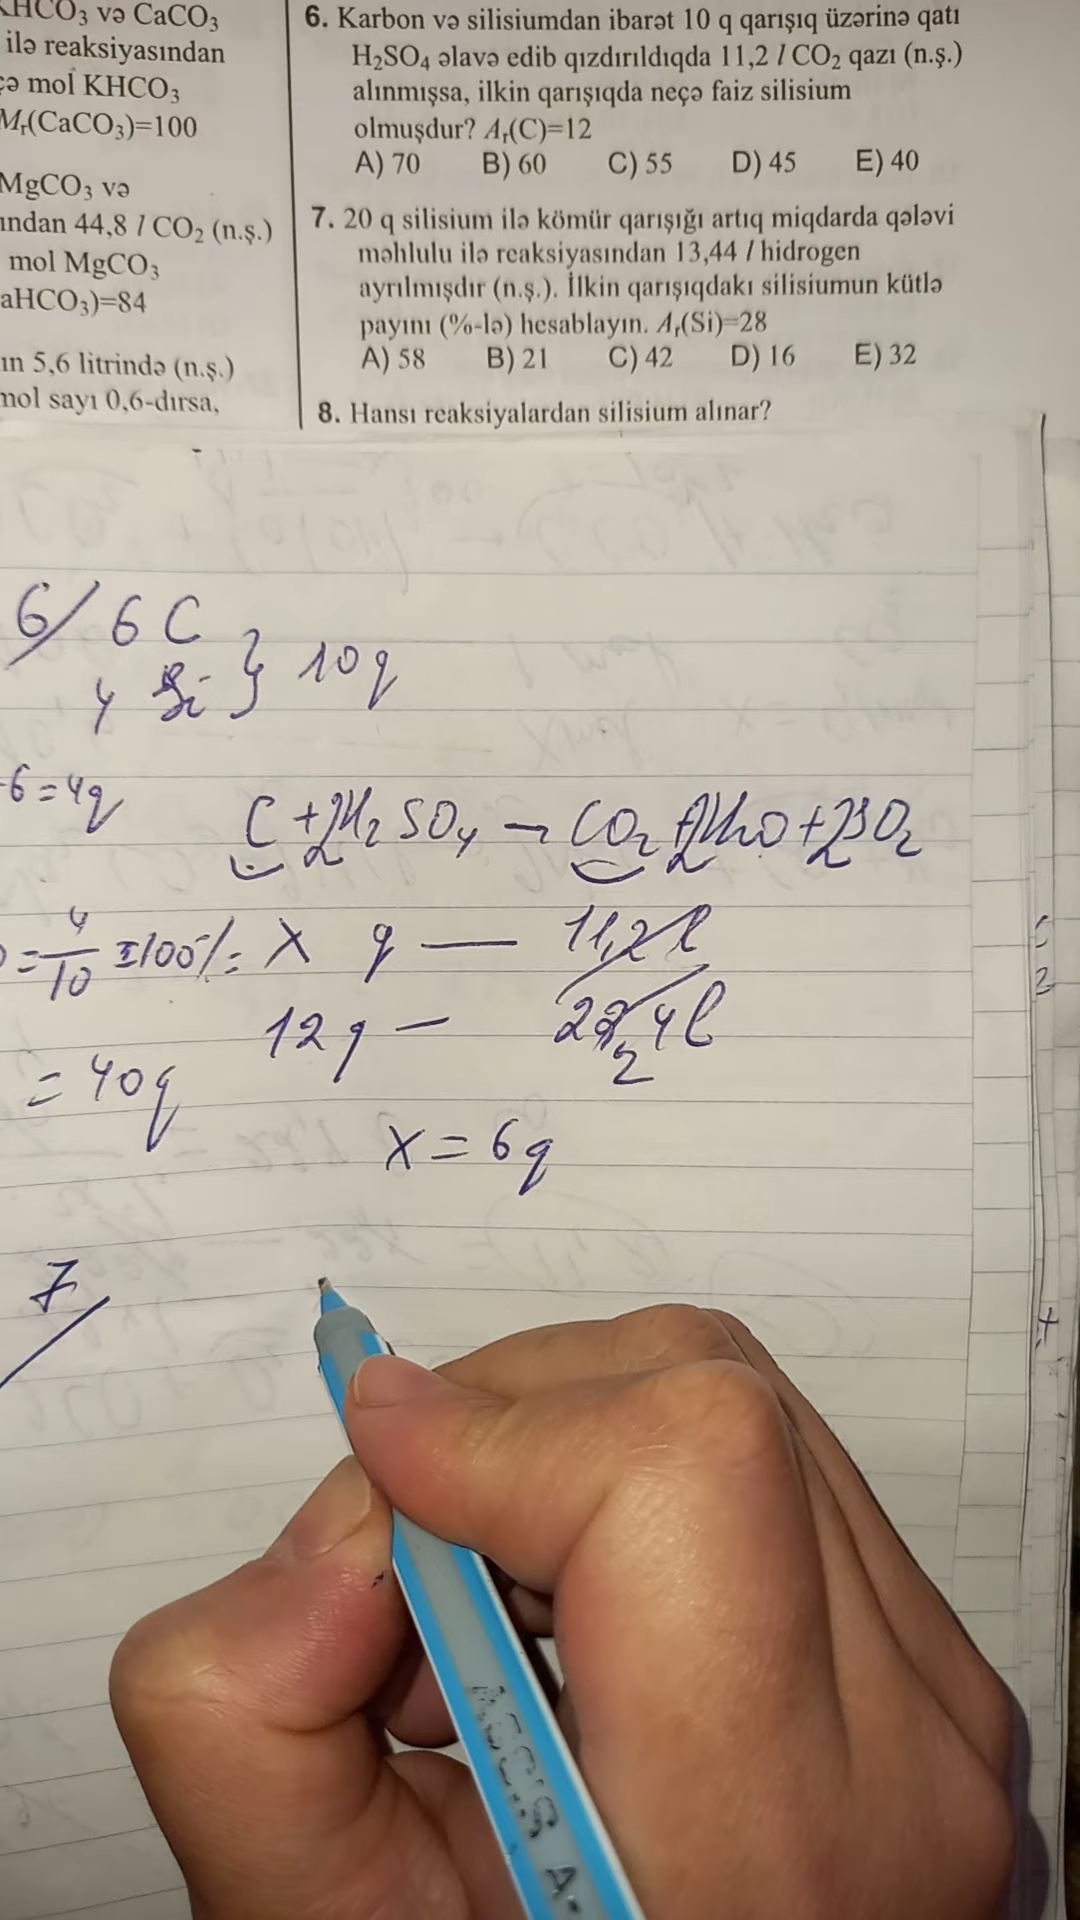 KHCO₃ və CaCO₃
ilə reaksiyasından
mol KHCO₃
Mᵣ(CaCO₃)=100
MgCO₃ və
ından 44,8 l CO₂ (n.ş.)
mol MgCO₃
aHCO₃)=84
ın 5,6 litrində (n.ş.)
mol sayı 0,6-dırsa,
6. Karbon və silisiumdan ibarət 10 q qarışıq üzərinə qatı
H₂SO₄ əlavə edib qızdırıldıqda 11,2 l CO₂ qazı (n.ş.)
alınmışsa, ilkin qarışıqda neçə faiz silisium
olmuşdur? Aᵣ(C)=12
A) 70 B) 60 C) 55 D) 45 E) 40
7. 20 q silisium ilə kömür qarışığı artıq miqdarda qələvi
məhlulu ilə reaksiyasından 13,44 l hidrogen
ayrılmışdır (n.ş.). İlkin qarışıqdakı silisiumun kütlə
payını (%-lə) hesablayın. Aᵣ(Si)=28
A) 58 B) 21 C) 42 D) 16 E) 32
8. Hansı reaksiyalardan silisium alınar?
6/ 6 C
4 Si } 10q
-6=4q C+2H₂SO₄→CO₂+2H₂O+2SO₂
=4/10 ·100%= x q — 11,2 l
12q — 22,4 l
2
= 40q
x = 6q
7